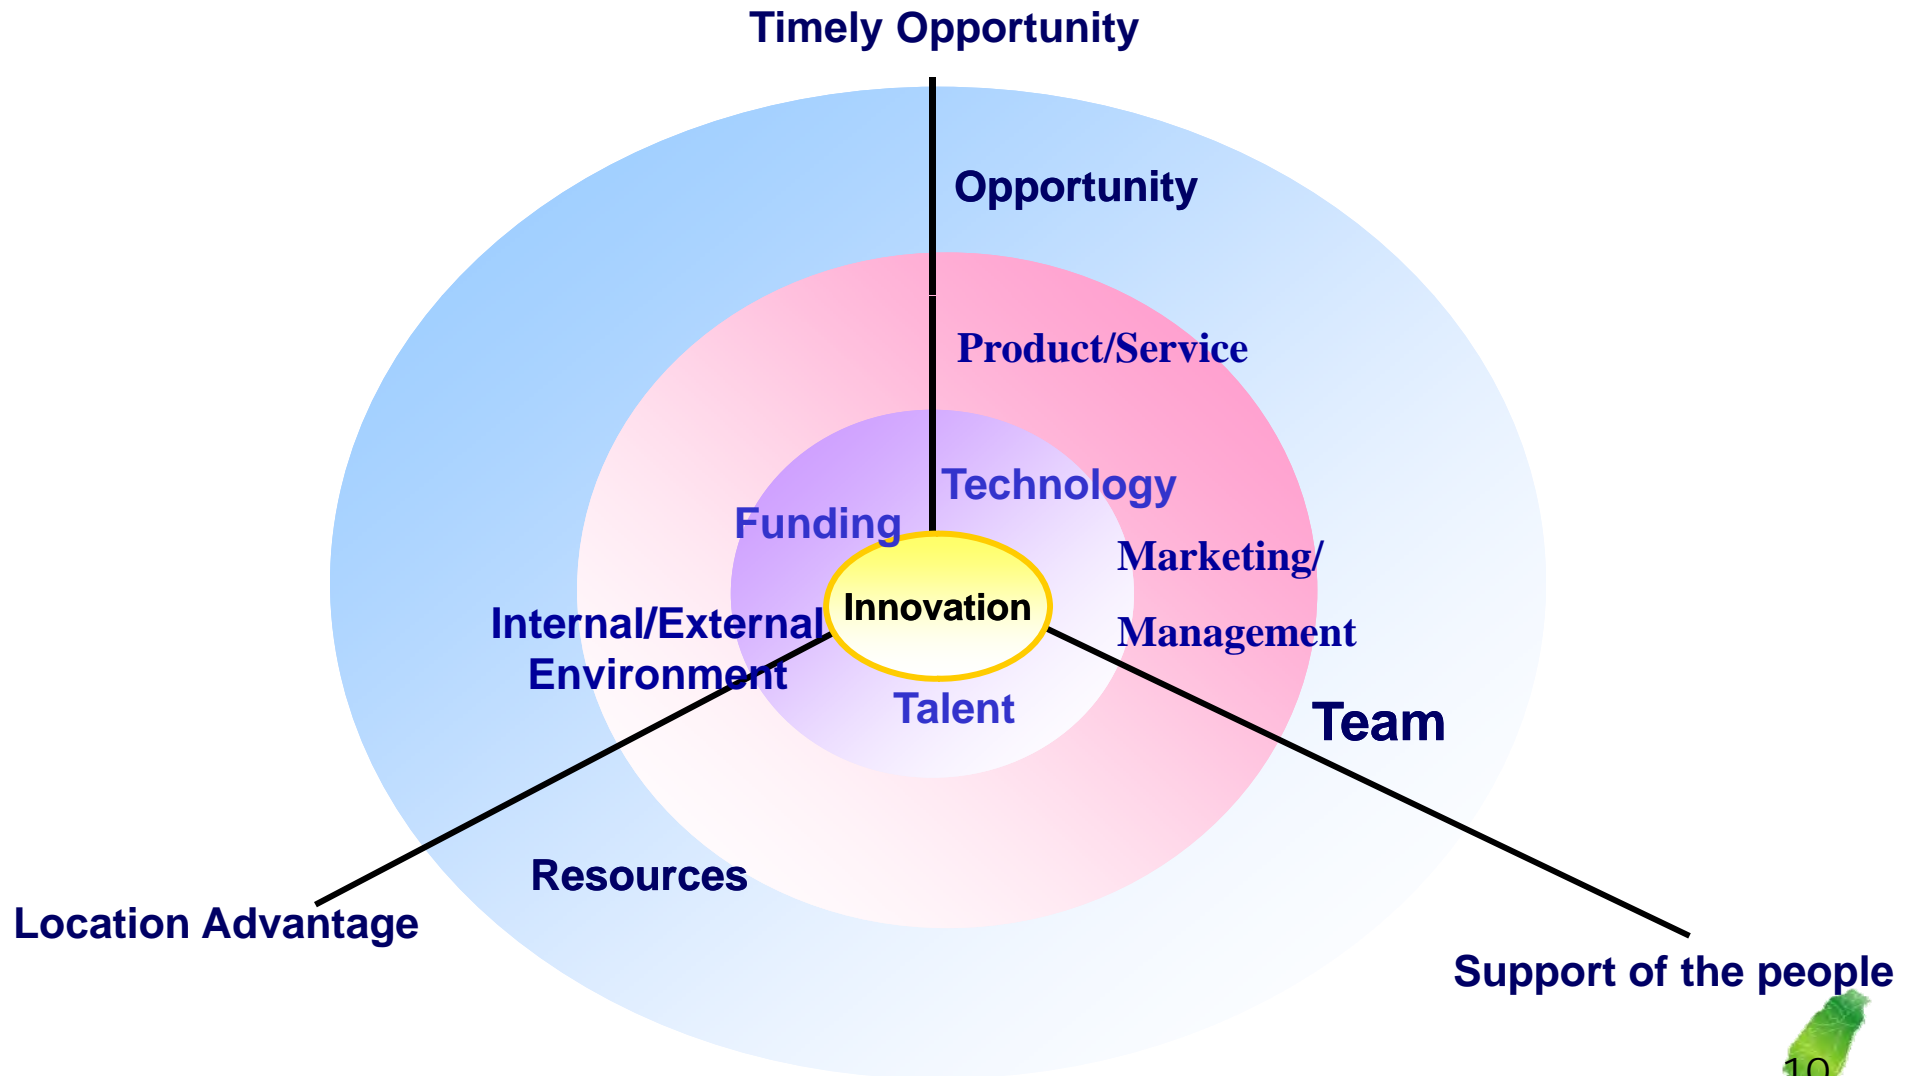 Timely Opportunity
Opportunity
Product/Service
Technology
Funding
Marketing/
Innovation
Internal/External
Management
Environment
Talent
Team
Resources
Location Advantage
Support of the people
10